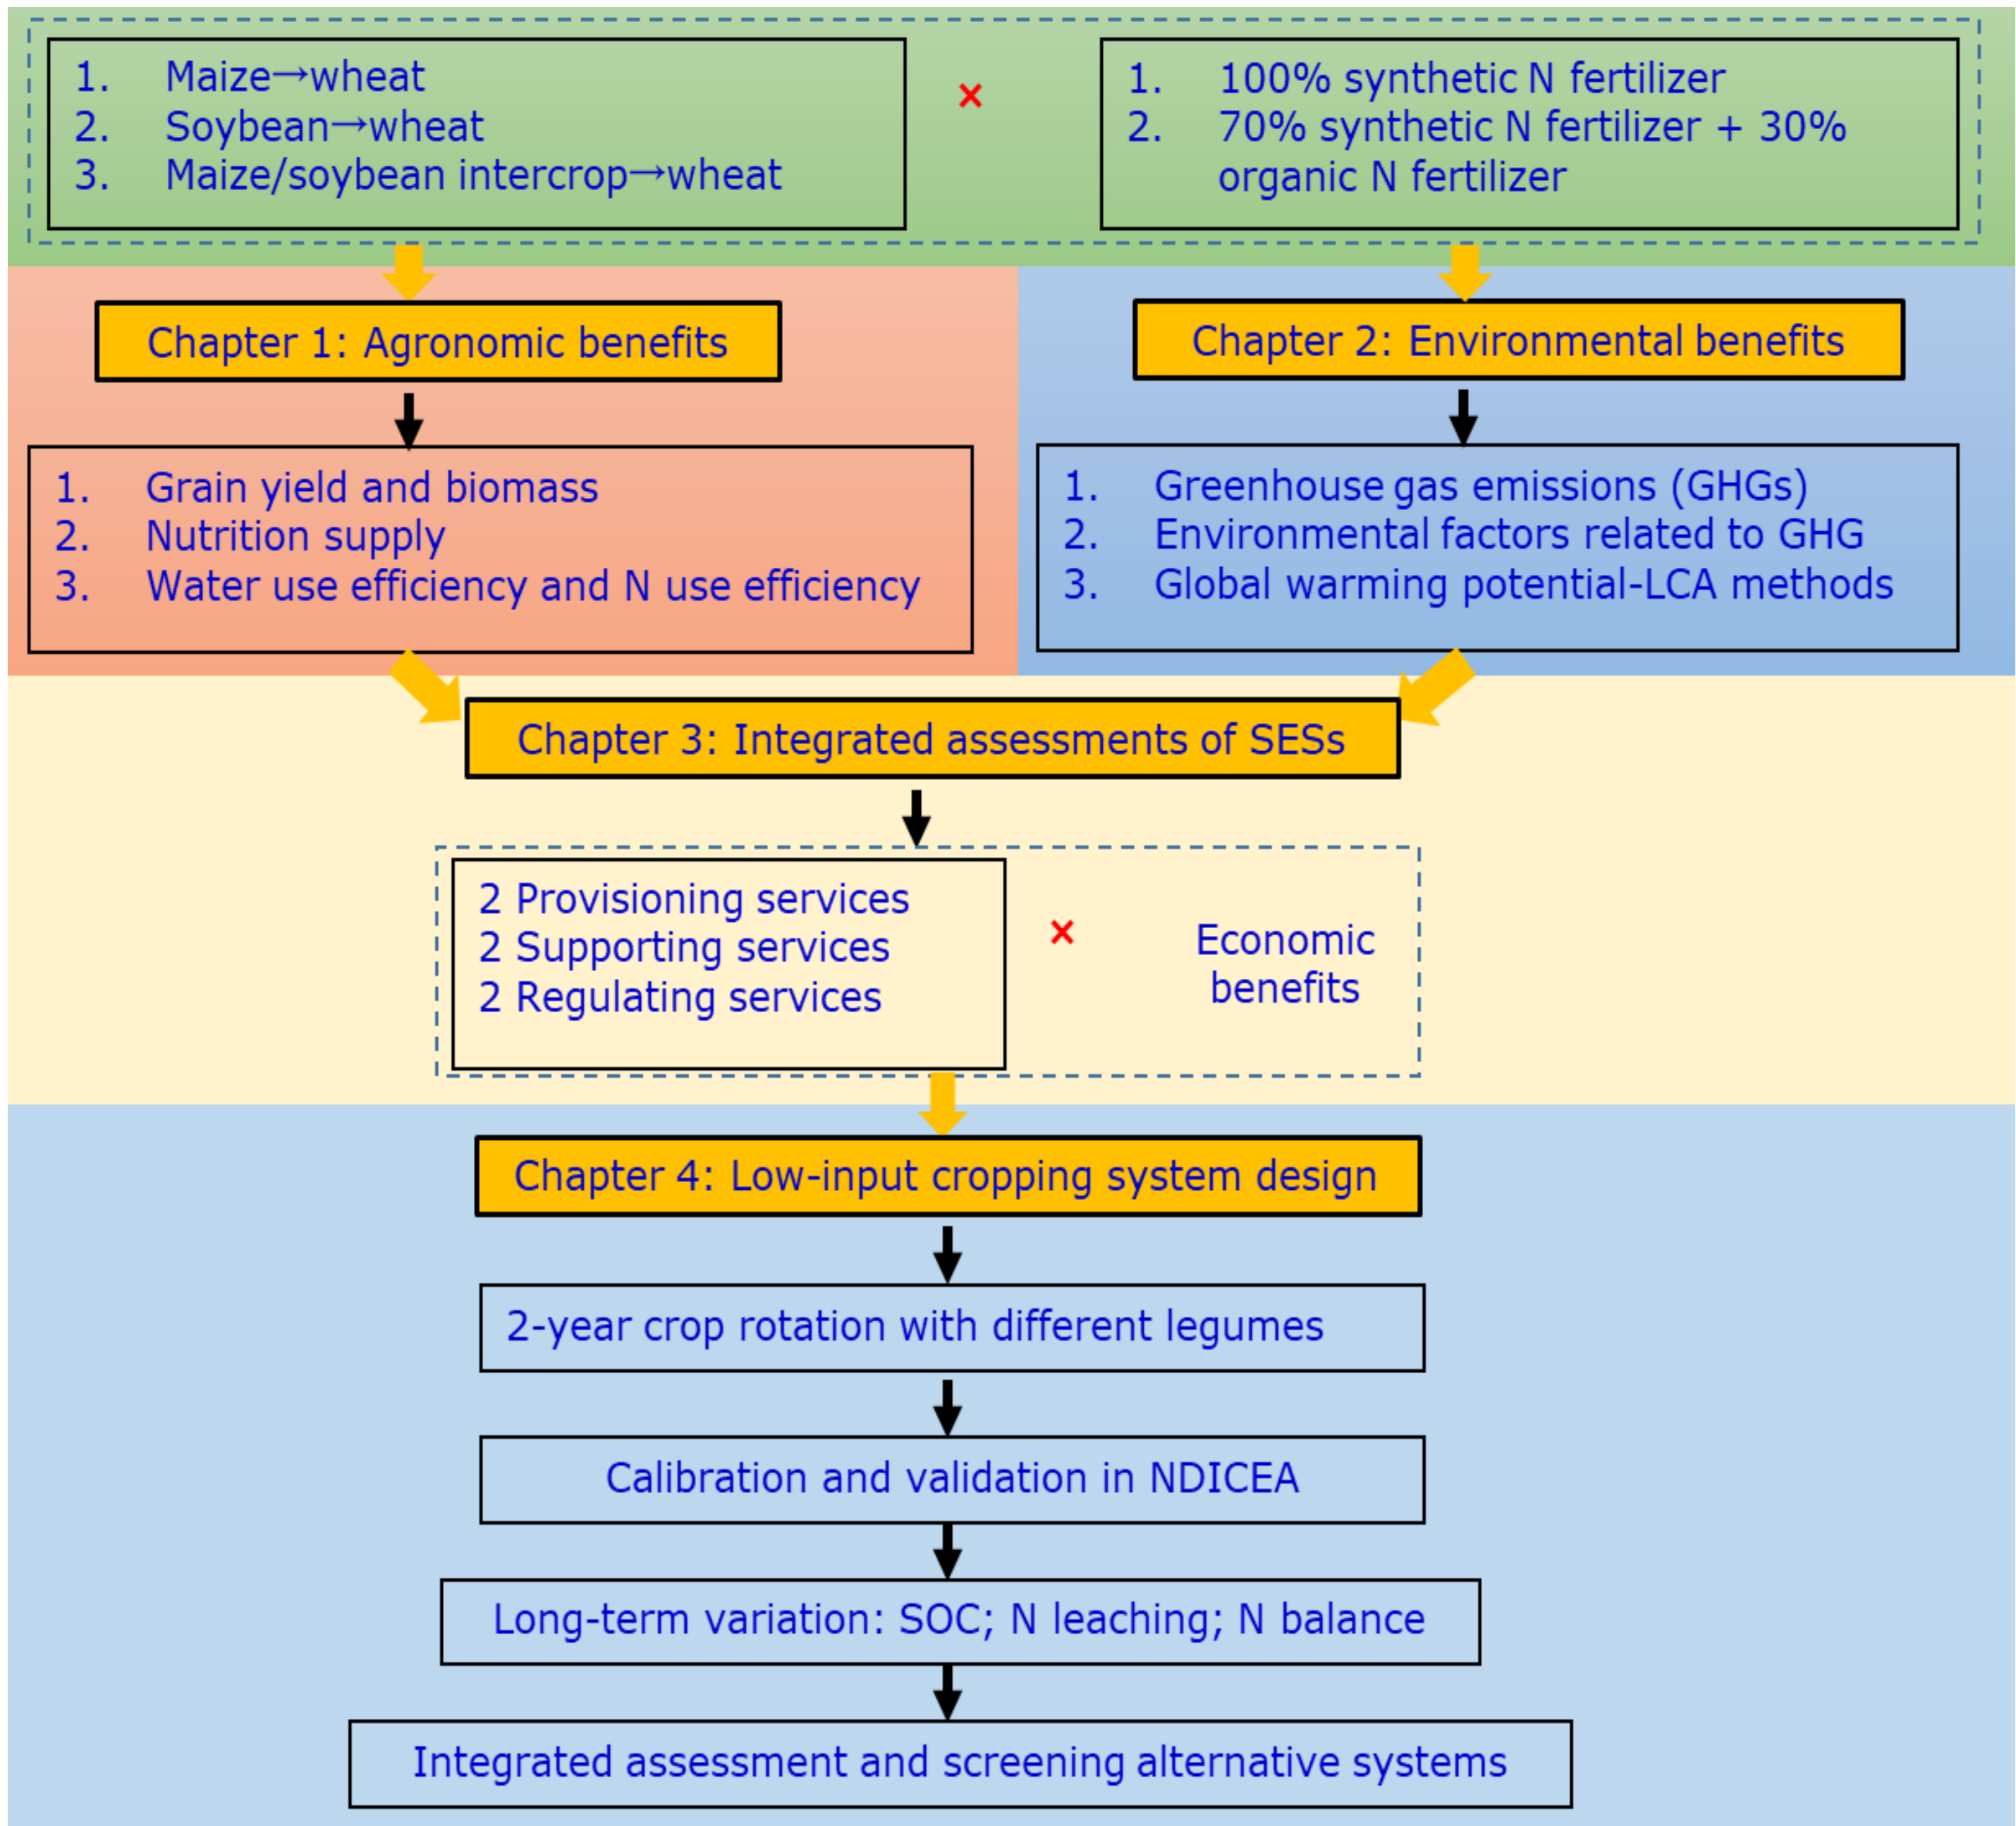 1. Maize→wheat
2. Soybean→wheat
3. Maize/soybean intercrop→wheat
×
1. 100% synthetic N fertilizer
2. 70% synthetic N fertilizer + 30%
organic N fertilizer
Chapter 1: Agronomic benefits
1. Grain yield and biomass
2. Nutrition supply
3. Water use efficiency and N use efficiency
Chapter 2: Environmental benefits
1. Greenhouse gas emissions (GHGs)
2. Environmental factors related to GHG
3. Global warming potential-LCA methods
Chapter 3: Integrated assessments of SESs
2 Provisioning services
2 Supporting services
2 Regulating services
×
Economic
benefits
Chapter 4: Low-input cropping system design
2-year crop rotation with different legumes
Calibration and validation in NDICEA
Long-term variation: SOC; N leaching; N balance
Integrated assessment and screening alternative systems